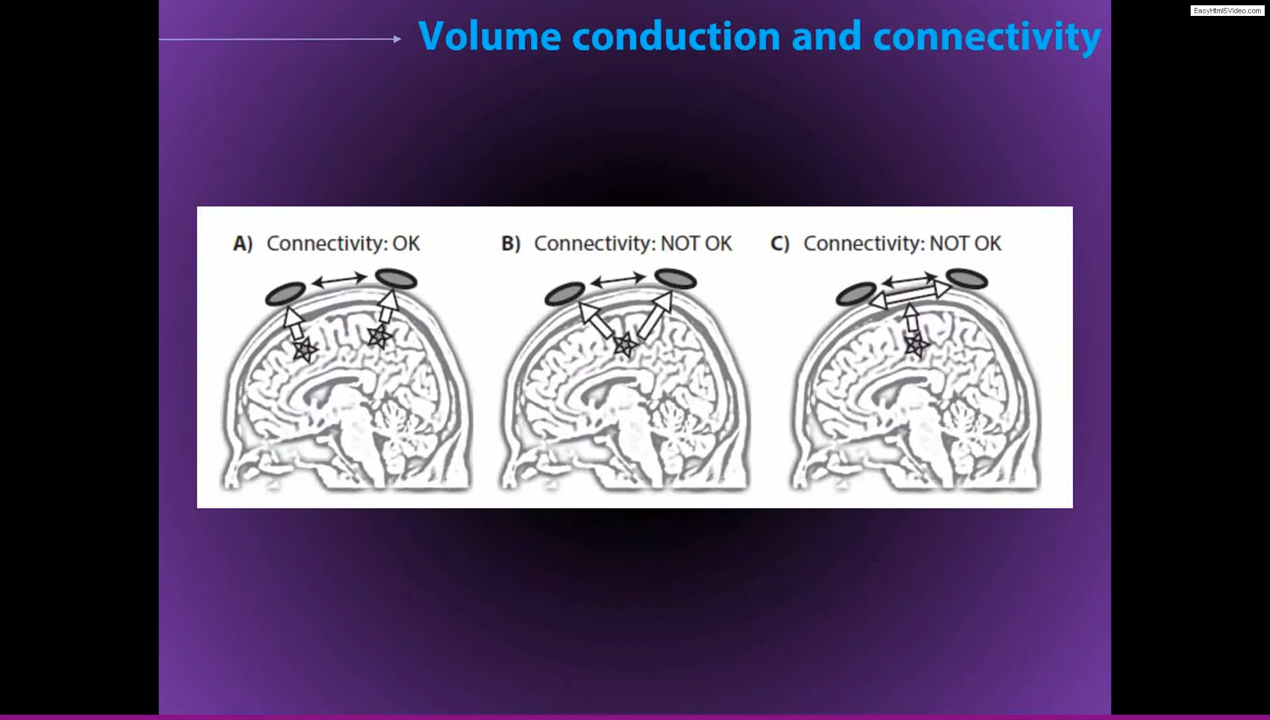 EasyHtml5Video.com
Volume conduction and connectivity
A) Connectivity: OK
B) Connectivity: NOT OK
C) Connectivity: NOT OK